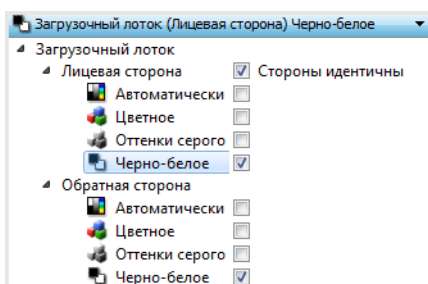 Загрузочный лоток (Лицевая сторона) Черно-белое
Загрузочный лоток
Лицевая сторона Стороны идентичны
Автоматически
Цветное
Оттенки серого
Черно-белое
Обратная сторона
Автоматически
Цветное
Оттенки серого
Черно-белое